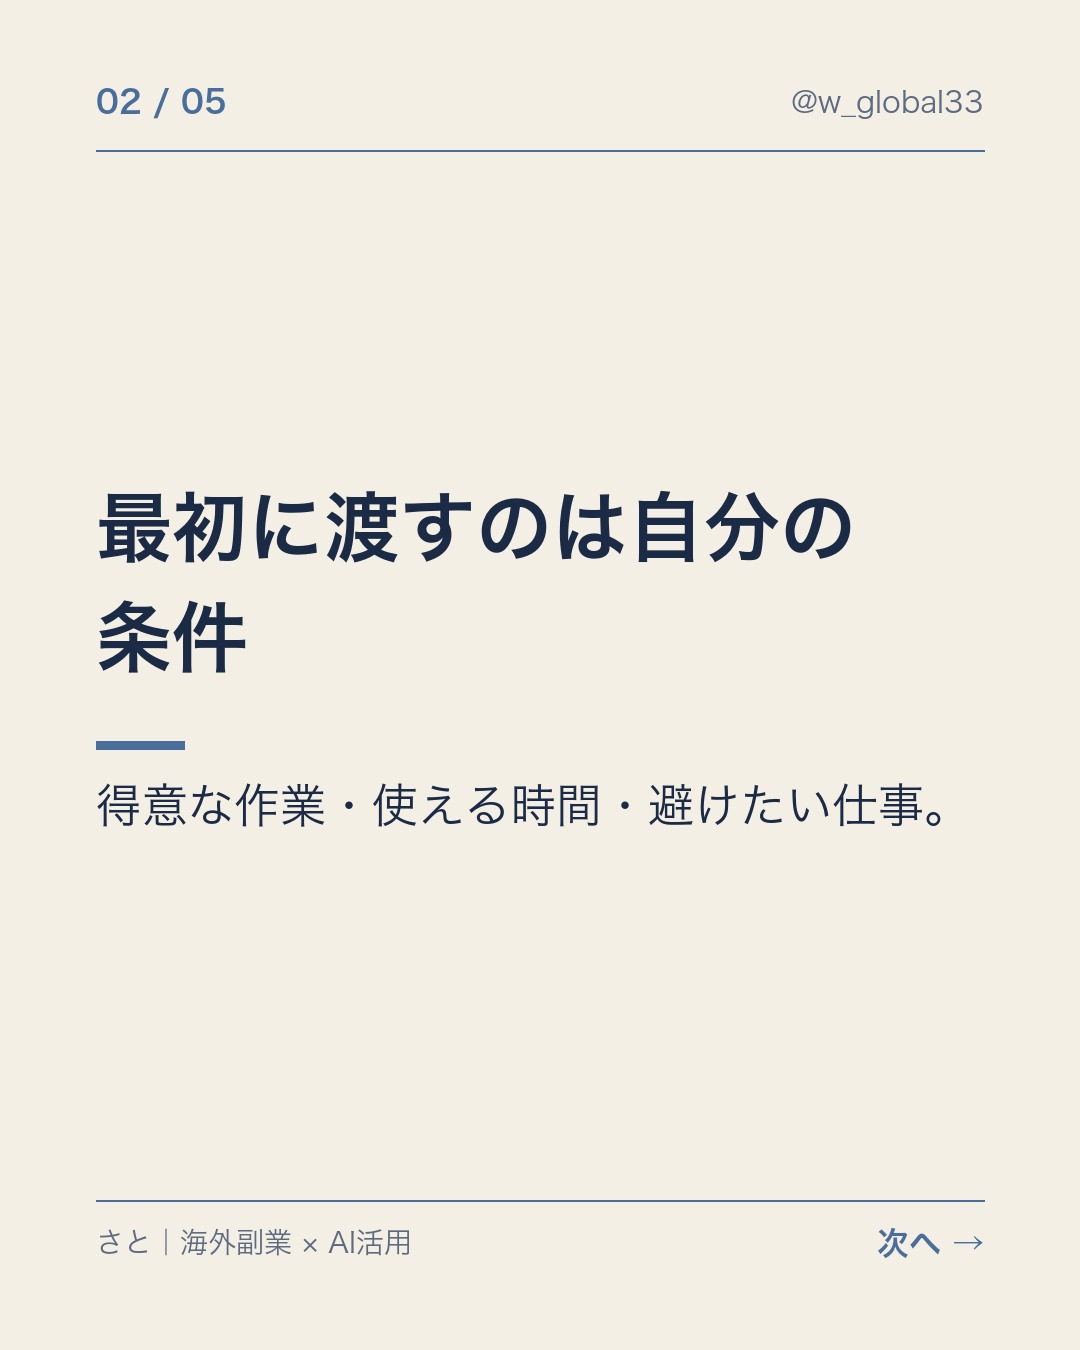 02 / 05
@w_global33
最初に渡すのは自分の
条件
得意な作業・使える時間・避けたい仕事。
さと｜海外副業 × AI活用
次へ →